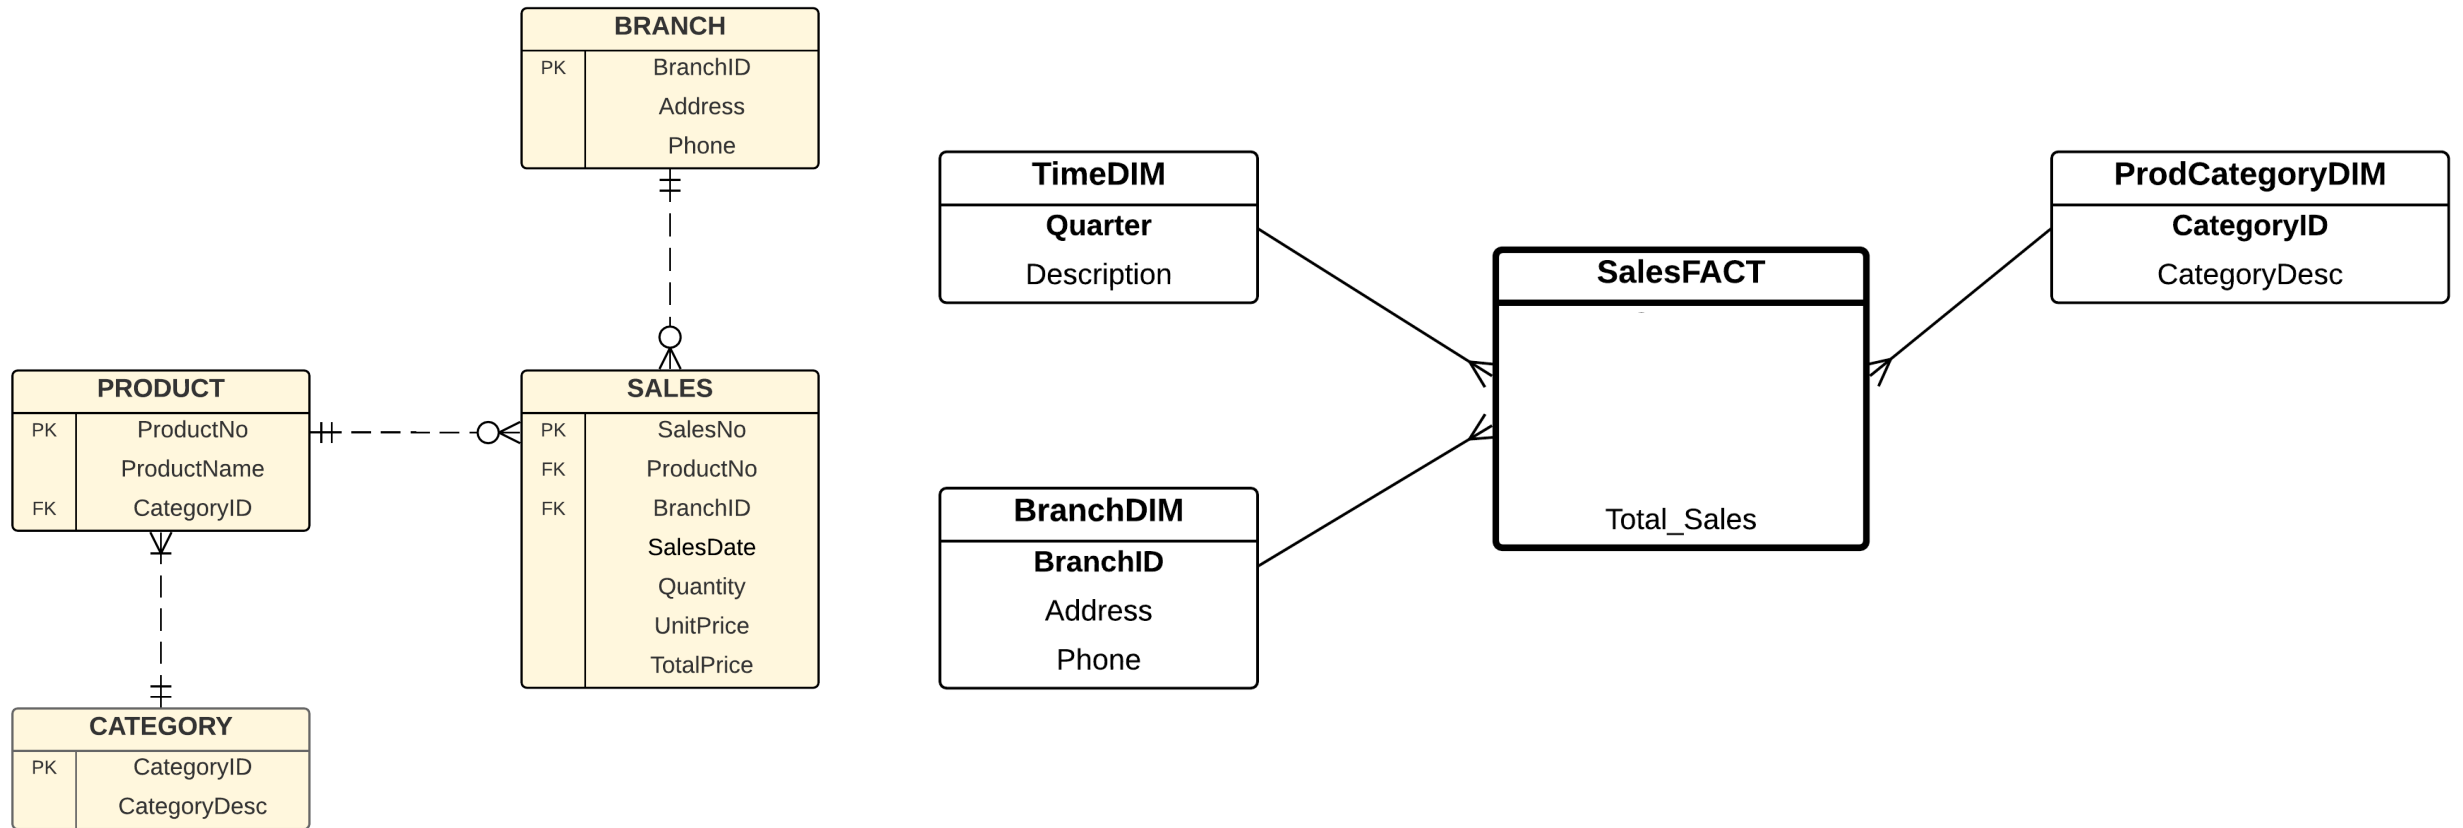 BRANCH
PK BranchID
Address
Phone
PRODUCT
PK ProductNo
ProductName
FK CategoryID
SALES
PK SalesNo
FK ProductNo
FK BranchID
SalesDate
Quantity
UnitPrice
TotalPrice
CATEGORY
PK CategoryID
CategoryDesc
TimeDIM
Quarter
Description
BranchDIM
BranchID
Address
Phone
SalesFACT
Total_Sales
ProdCategoryDIM
CategoryID
CategoryDesc